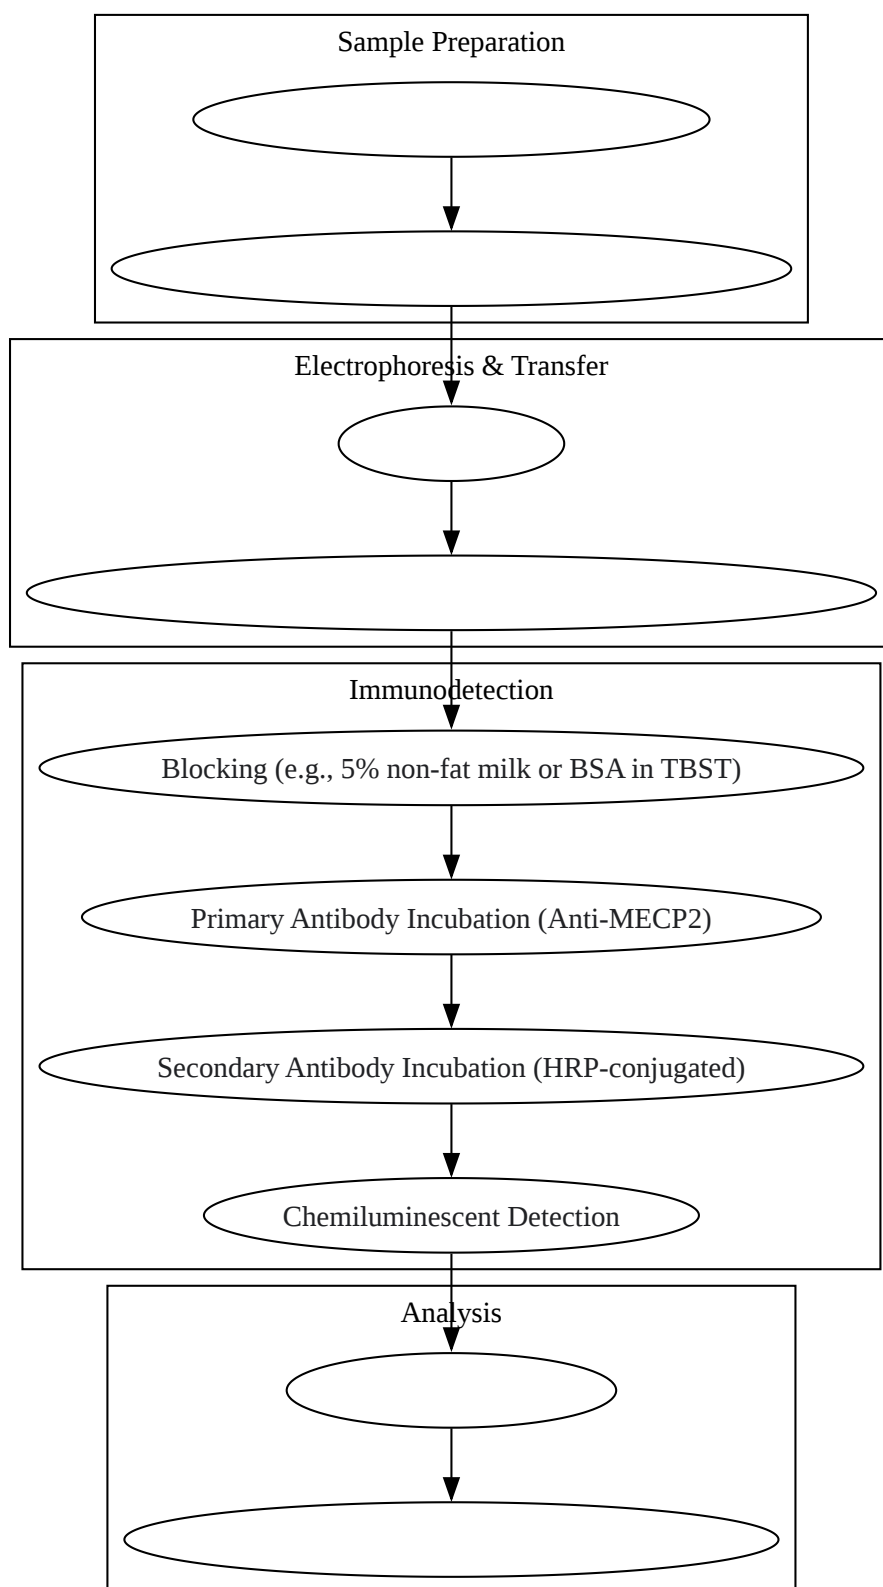 Sample Preparation
Electrophoresis & Transfer
Immunodetection
Blocking (e.g., 5% non-fat milk or BSA in TBST)
Primary Antibody Incubation (Anti-MECP2)
Secondary Antibody Incubation (HRP-conjugated)
Chemiluminescent Detection
Analysis